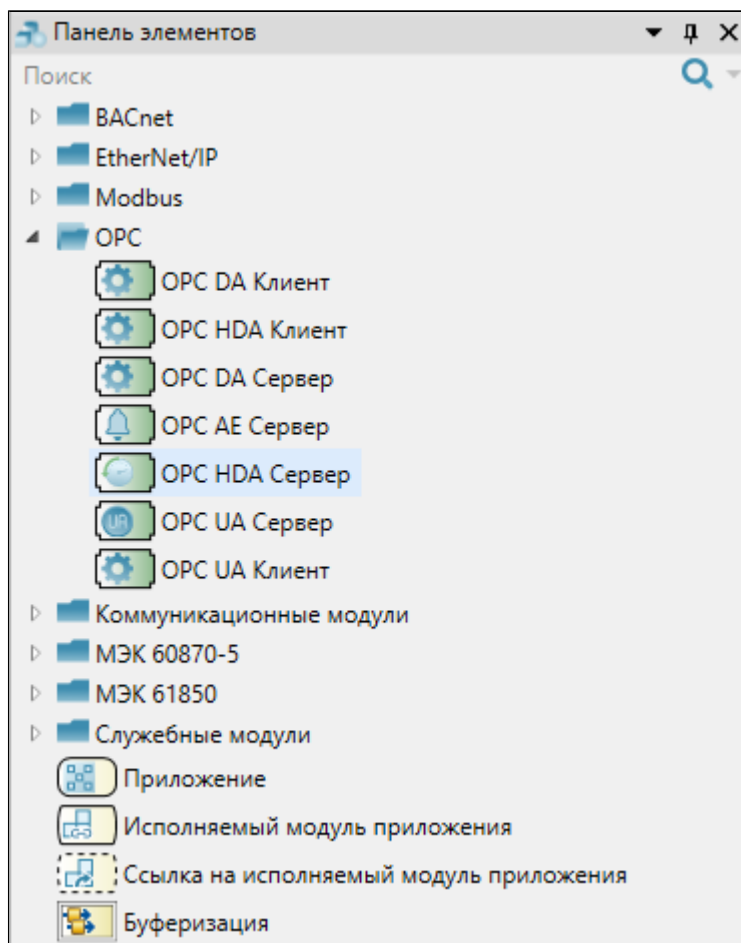 Панель элементов
Поиск
BACnet
EtherNet/IP
Modbus
OPC
OPC DA Клиент
OPC HDA Клиент
OPC DA Сервер
OPC AE Сервер
OPC HDA Сервер
UA OPC UA Сервер
OPC UA Клиент
Коммуникационные модули
МЭК 60870-5
МЭК 61850
Служебные модули
Приложение
Исполняемый модуль приложения
Ссылка на исполняемый модуль приложения
Буферизация